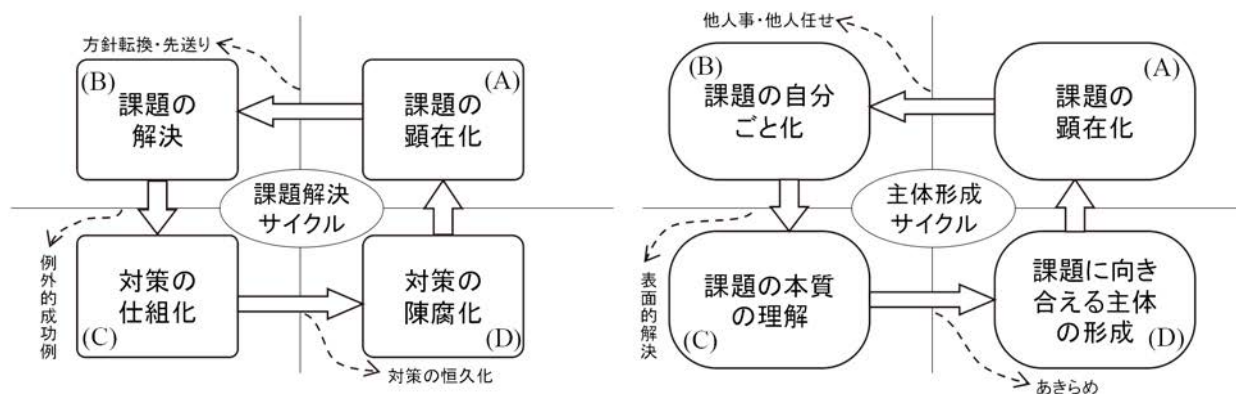 方針転換・先送り
(B)
課題の
解決
(A)
課題の
顕在化
課題解決
サイクル
例外的成功例
対策の
仕組化
(C)
対策の
陳腐化
(D)
対策の恒久化
他人事・他人任せ
(B)
課題の自分
ごと化
(A)
課題の
顕在化
主体形成
サイクル
表面的解決
課題の本質
の理解
(C)
課題に向き
合える主体
の形成
(D)
あきらめ